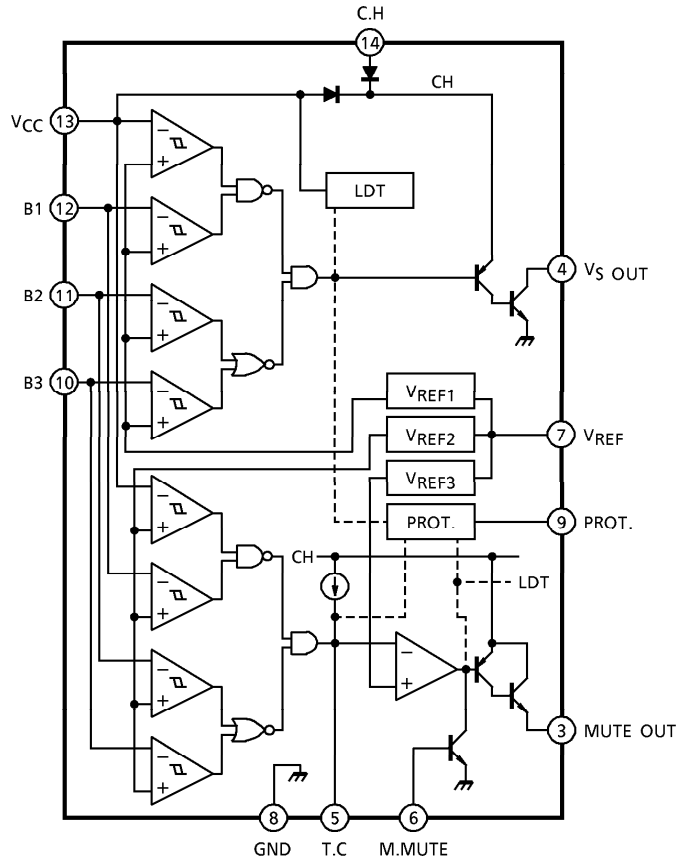 C.H
14
CH
VCC 13
LDT
B1 12
4 VS OUT
B2 11
B3 10
VREF1
VREF2
7 VREF
VREF3
PROT.
9 PROT.
CH
LDT
3 MUTE OUT
8
5
6
GND
T.C
M.MUTE